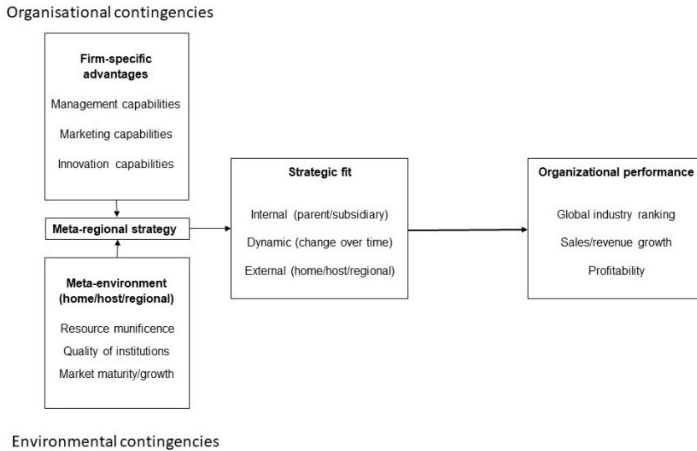 Organisational contingencies
Firm-specific
advantages
Management capabilities
Marketing capabilities
Innovation capabilities
Meta-regional strategy
Meta-environment
(home/host/regional)
Resource munificence
Quality of institutions
Market maturity/growth
Strategic fit
Internal (parent/subsidiary)
Dynamic (change over time)
External (home/host/regional)
Organizational performance
Global industry ranking
Sales/revenue growth
Profitability
Environmental contingencies